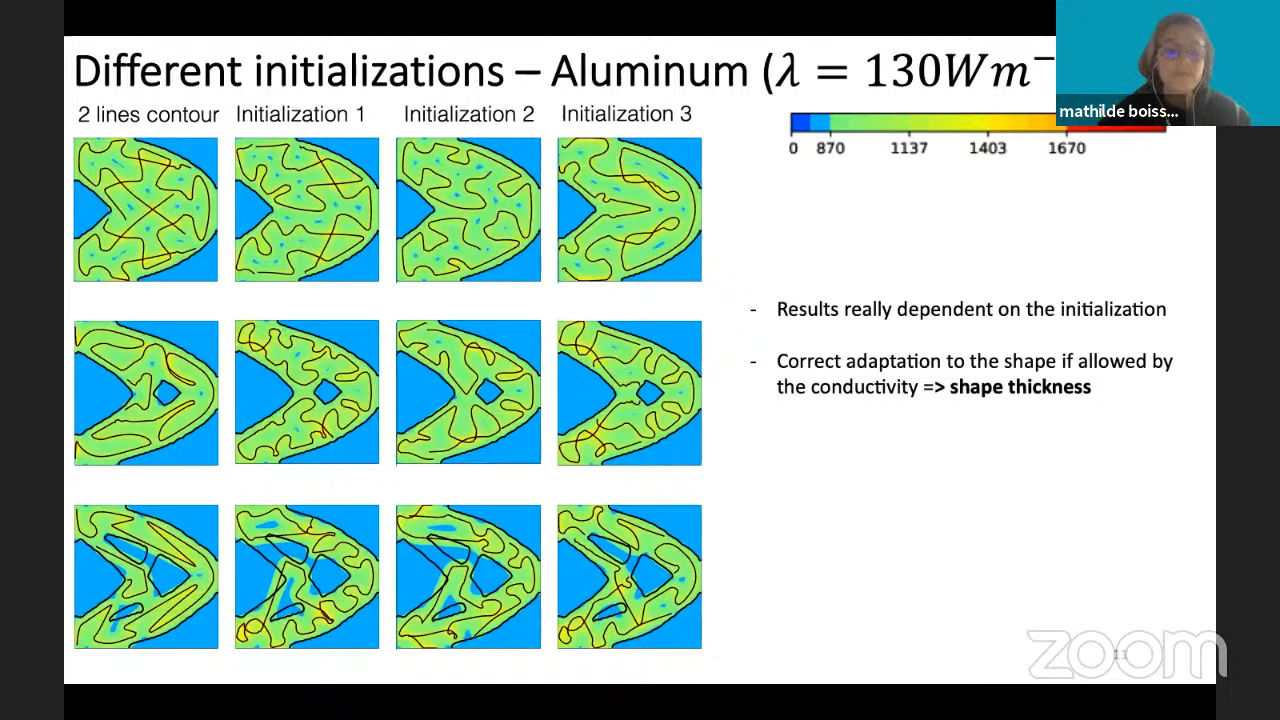 Different initializations – Aluminum (λ = 130Wm⁻
mathilde boiss...
2 lines contour
Initialization 1
Initialization 2
Initialization 3
0 870 1137 1403 1670
- Results really dependent on the initialization
- Correct adaptation to the shape if allowed by
the conductivity => shape thickness
zoom
11